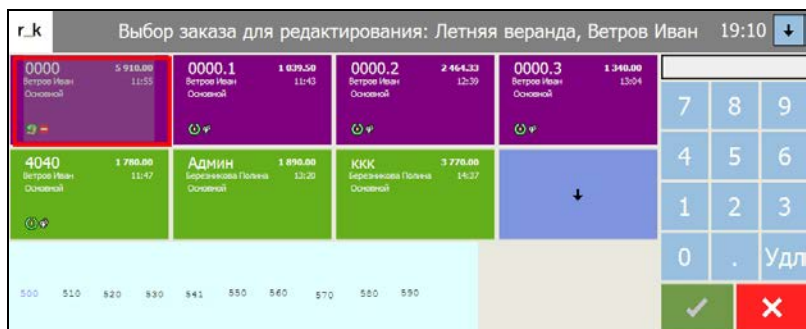 r_k
Выбор заказа для редактирования: Летняя веранда, Ветров Иван 19:10
0000 5 910.00
Ветров Иван 11:55
Основной
0000.1 1 039.50
Ветров Иван 11:43
Основной
0000.2 2 464.33
Ветров Иван 12:39
Основной
0000.3 1 340.00
Ветров Иван 13:04
Основной
4040 1 780.00
Ветров Иван 11:47
Основной
Админ 1 890.00
Березникова Полина 13:20
Основной
ккк 3 770.00
Березникова Полина 14:37
Основной
7 8 9
4 5 6
1 2 3
0 . Удл
500 510 520 530 541 550 560 570 580 590